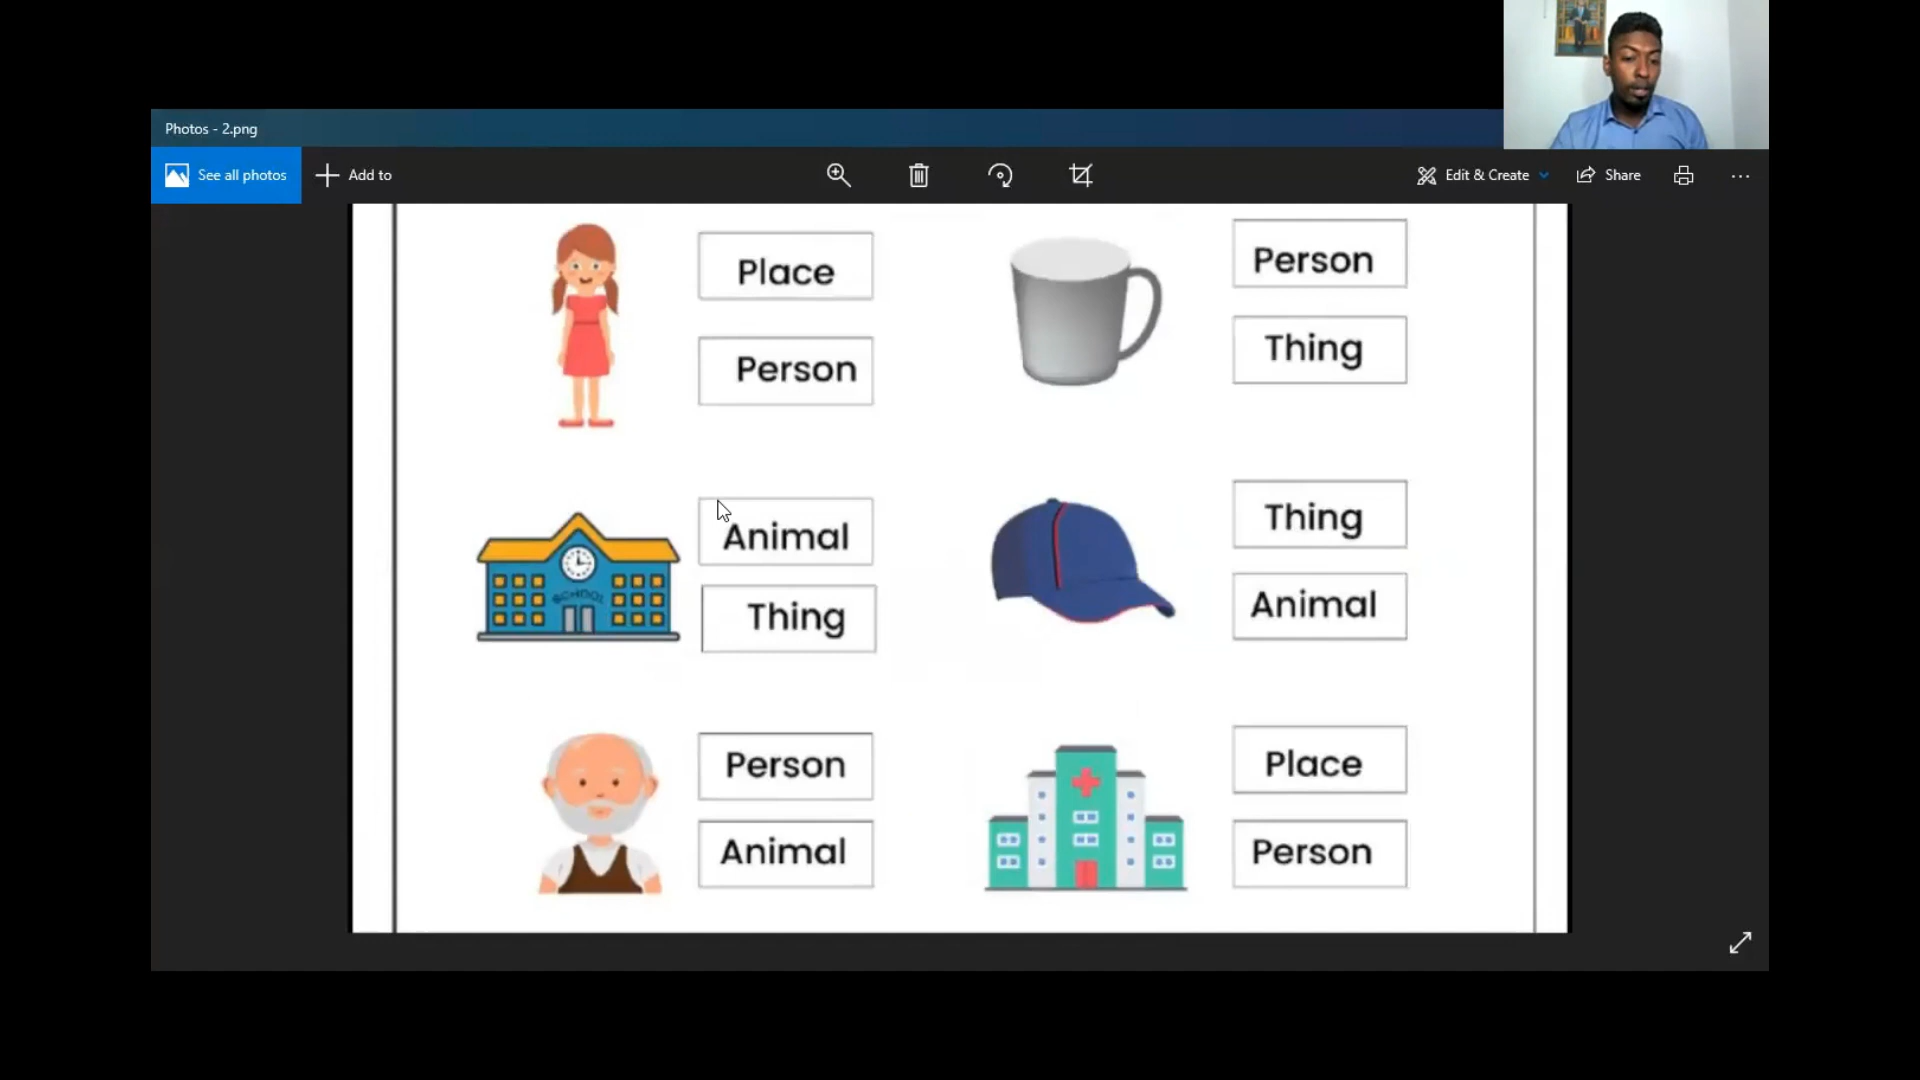 Photos - 2.png
See all photos
Add to
Edit & Create
Share
Place
Person
Person
Thing
Animal
Thing
SCHOOL
Thing
Animal
Person
Animal
Place
Person